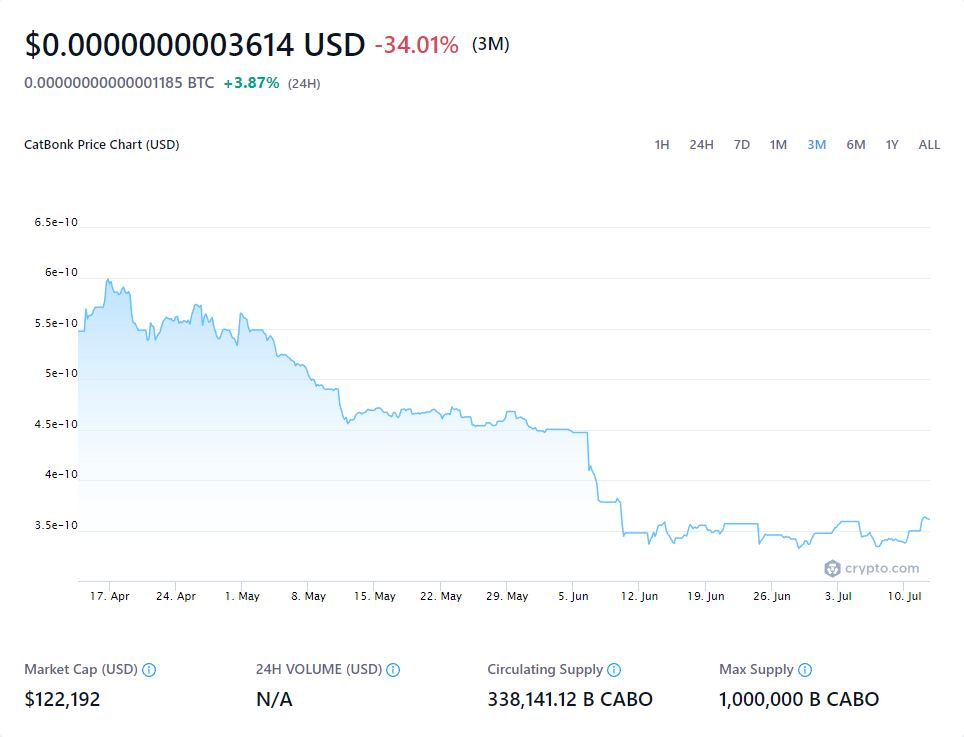 $0.0000000003614 USD -34.01% (3M)
0.00000000000001185 BTC +3.87% (24H)
CatBonk Price Chart (USD) 1H 24H 7D 1M 3M 6M 1Y ALL
6.5e-10
6e-10
5.5e-10
5e-10
4.5e-10
4e-10
3.5e-10
crypto.com
17. Apr 24. Apr 1. May 8. May 15. May 22. May 29. May 5. Jun 12. Jun 19. Jun 26. Jun 3. Jul 10. Jul
Market Cap (USD) 24H VOLUME (USD) Circulating Supply Max Supply
$122,192 N/A 338,141.12 B CABO 1,000,000 B CABO